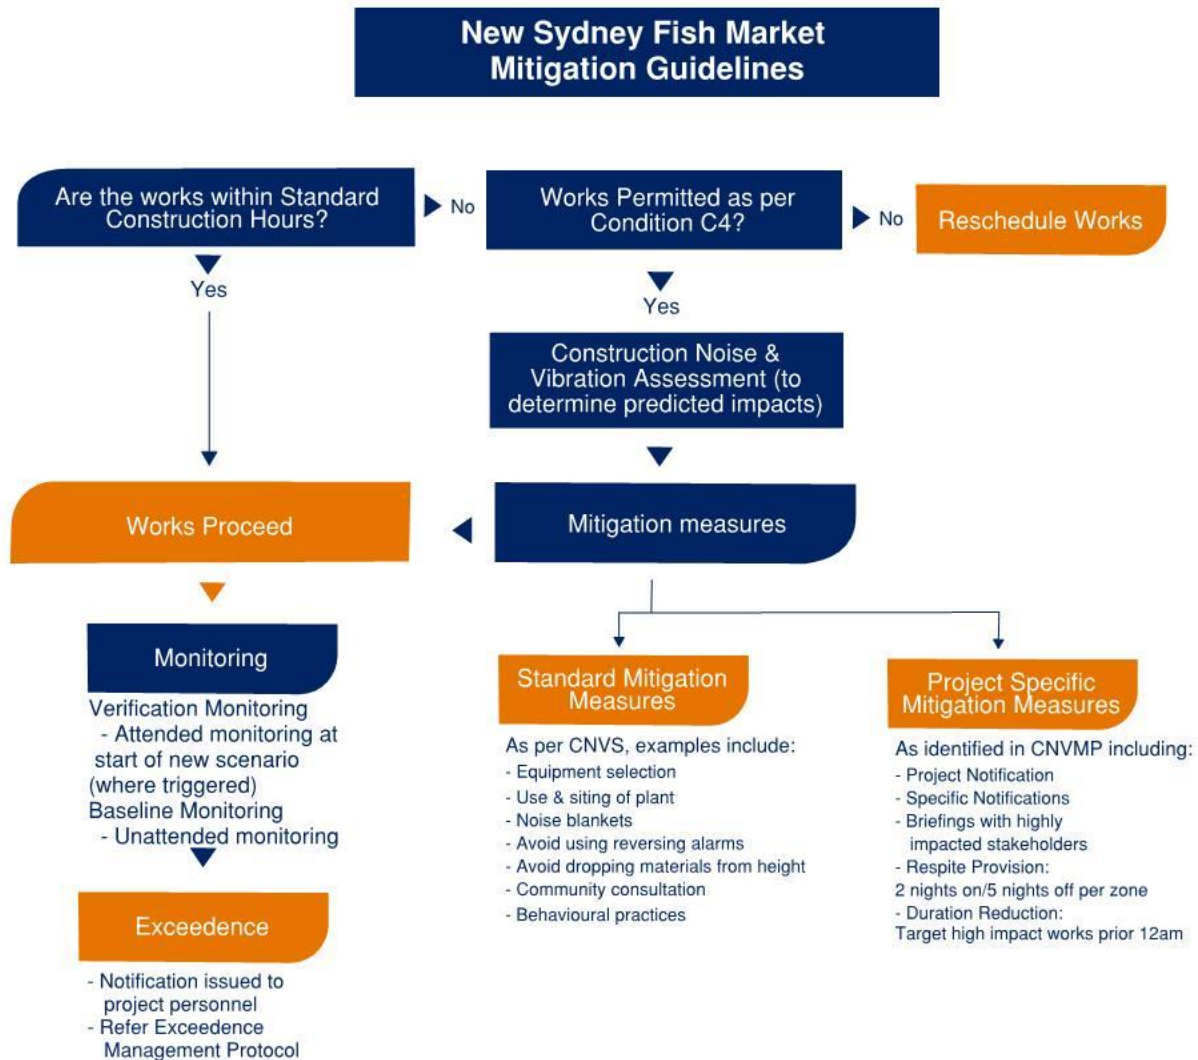 New Sydney Fish Market
Mitigation Guidelines
Are the works within Standard
Construction Hours?
No
Works Permitted as per
Condition C4?
No
Reschedule Works
Yes
Yes
Construction Noise &
Vibration Assessment (to
determine predicted impacts)
Works Proceed
Mitigation measures
Monitoring
Verification Monitoring
- Attended monitoring at
start of new scenario
(where triggered)
Baseline Monitoring
- Unattended monitoring
Exceedence
- Notification issued to
project personnel
- Refer Exceedence
Management Protocol
Standard Mitigation
Measures
As per CNVS, examples include:
- Equipment selection
- Use & siting of plant
- Noise blankets
- Avoid using reversing alarms
- Avoid dropping materials from height
- Community consultation
- Behavioural practices
Project Specific
Mitigation Measures
As identified in CNVMP including:
- Project Notification
- Specific Notifications
- Briefings with highly
impacted stakeholders
- Respite Provision:
2 nights on/5 nights off per zone
- Duration Reduction:
Target high impact works prior 12am